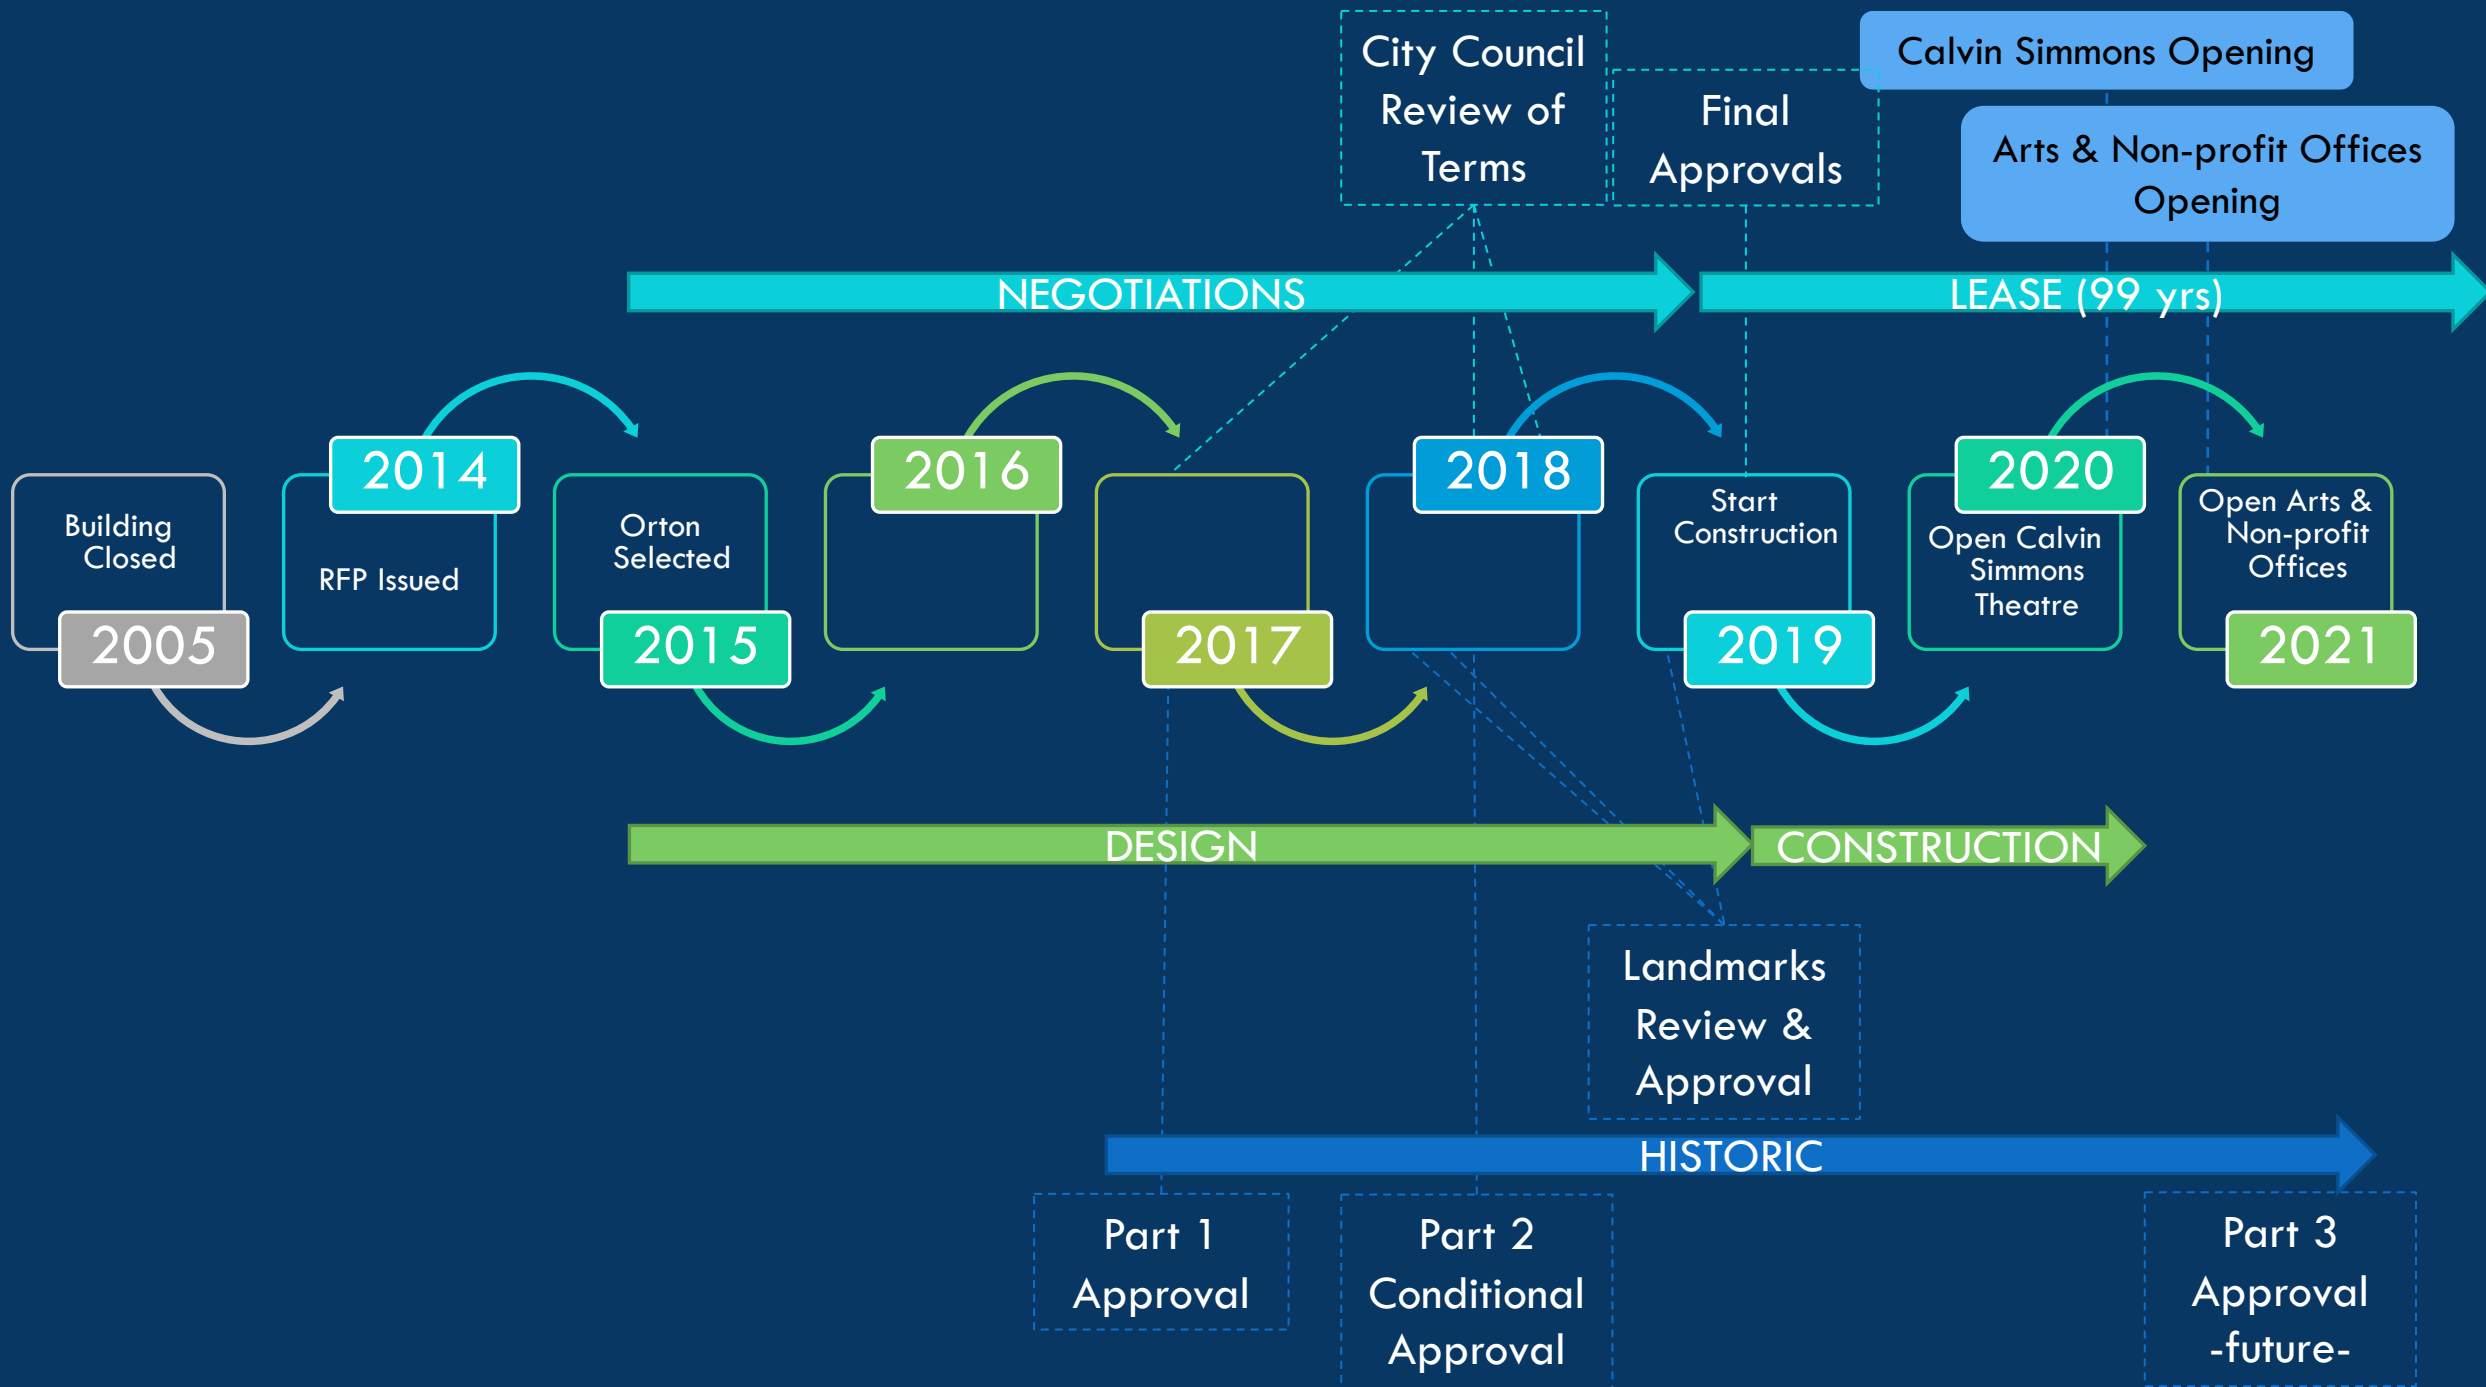 City Council
Review of
Terms
Final
Approvals
Calvin Simmons Opening
Arts & Non-profit Offices
Opening
NEGOTIATIONS
LEASE (99 yrs)
Building
Closed
2005
2014
RFP Issued
Orton
Selected
2015
2016
2017
2018
Start
Construction
2019
2020
Open Calvin
Simmons
Theatre
Open Arts &
Non-profit
Offices
2021
DESIGN
CONSTRUCTION
Landmarks
Review &
Approval
HISTORIC
Part 1
Approval
Part 2
Conditional
Approval
Part 3
Approval
-future-